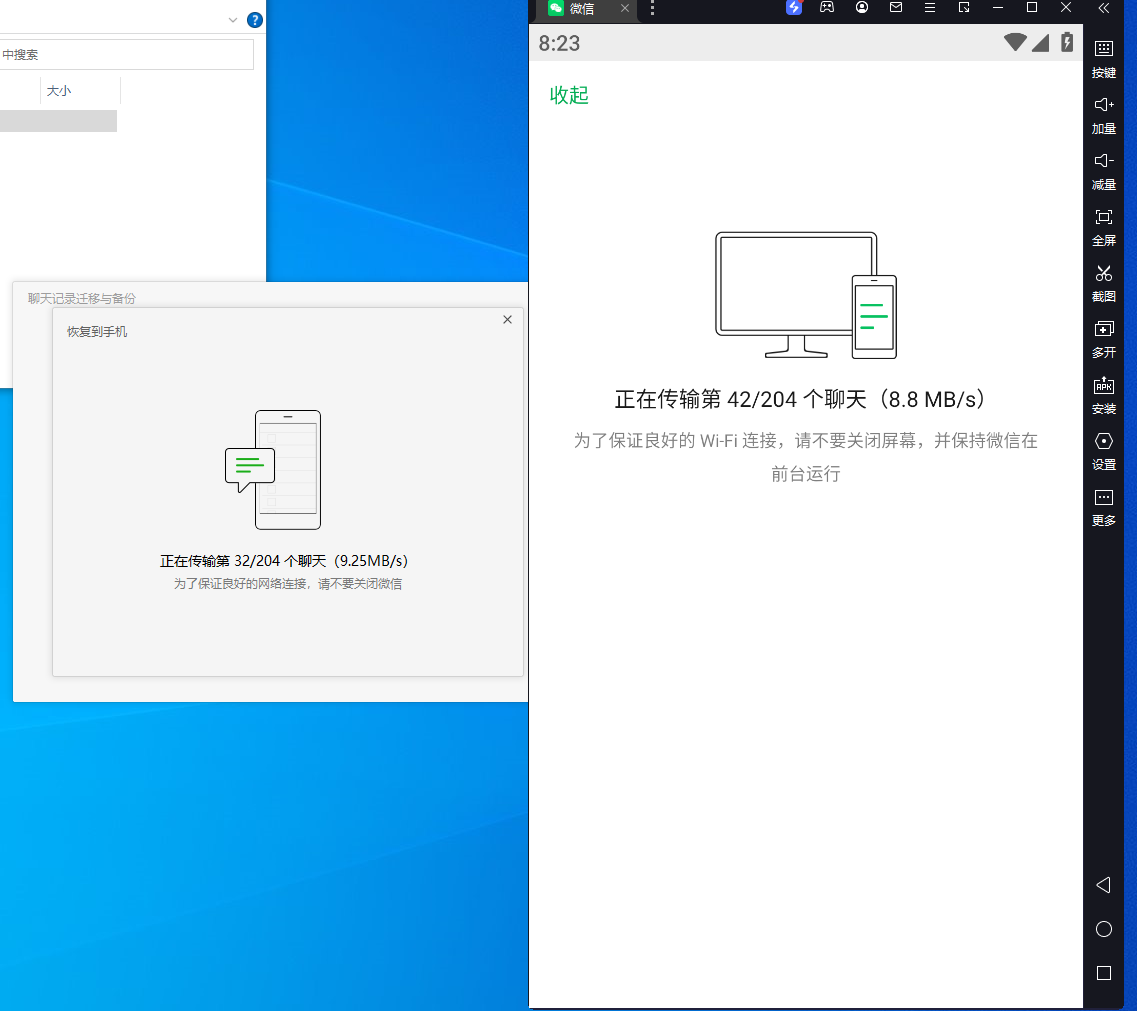 ?
中搜索
大小
聊天记录迁移与备份
恢复到手机
正在传输第 32/204 个聊天（9.25MB/s）
为了保证良好的网络连接，请不要关闭微信
微信
8:23
收起
正在传输第 42/204 个聊天（8.8 MB/s）
为了保证良好的 Wi-Fi 连接，请不要关闭屏幕，并保持微信在
前台运行
按键
加量
减量
全屏
截图
多开
APK
安装
设置
更多